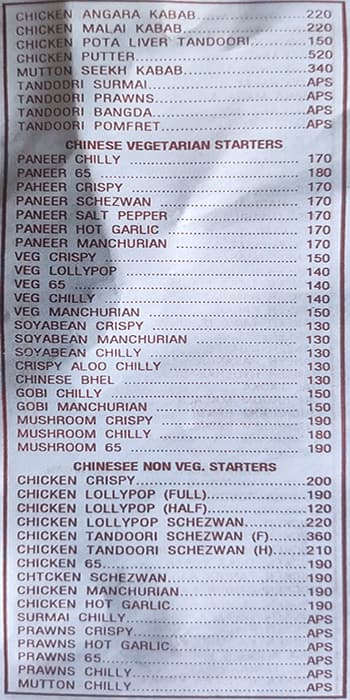 CHICKEN ANGARA KABAB 220
CHICKEN MALAI KABAB 220
CHICKEN POTA LIVER TANDOORI 150
CHICKEN PUTTER 520
MUTTON SEEKH KABAB 340
TANDOORI SURMAI APS
TANDOORI PRAWNS APS
TANDOORI BANGDA APS
TANDOORI POMFRET APS
CHINESE VEGETARIAN STARTERS
PANEER CHILLY 170
PANEER 65 180
PAHEER CRISPY 170
PANEER SCHEZWAN 170
PANEER SALT PEPPER 170
PANEER HOT GARLIC 170
PANEER MANCHURIAN 170
VEG CRISPY 150
VEG LOLLYPOP 140
VEG 65 140
VEG CHILLY 140
VEG MANCHURIAN 150
SOYABEAN CRISPY 130
SQYABEAN MANCHURIAN 130
SOYABEAN CHILLY 130
CRISPY ALOO CHILLY 130
CHINESE BHEL 130
GOBI CHILLY 150
GOBI MANCHURIAN 150
MUSHROOM CRISPY 190
MUSHROOM CHILLY 180
MUSHROOM 65 190
CHINESEE NON VEG. STARTERS
CHICKEN CRISPY 200
CHICKEN LOLLYPOP (FULL) 190
CHICKEN LOLLYPOP (HALF) 120
CHICKEN LOLLYPOP SCHEZWAN 220
CHICKEN TANDOORI SCHEZWAN (F) 360
CHICKEN TANDOORI SCHEZWAN (H) 210
CHICKEN 65 190
CHTCKEN SCHEZWAN 190
CHICKEN MANCHURIAN 190
CHICKEN HOT GARLIC 190
SURMAI CHILLY APS
PRAWNS CRISPY APS
PRAWNS HOT GARLIC APS
PRAWNS 65 APS
PRAWNS CHILLY APS
MUTTON CHILLY APS